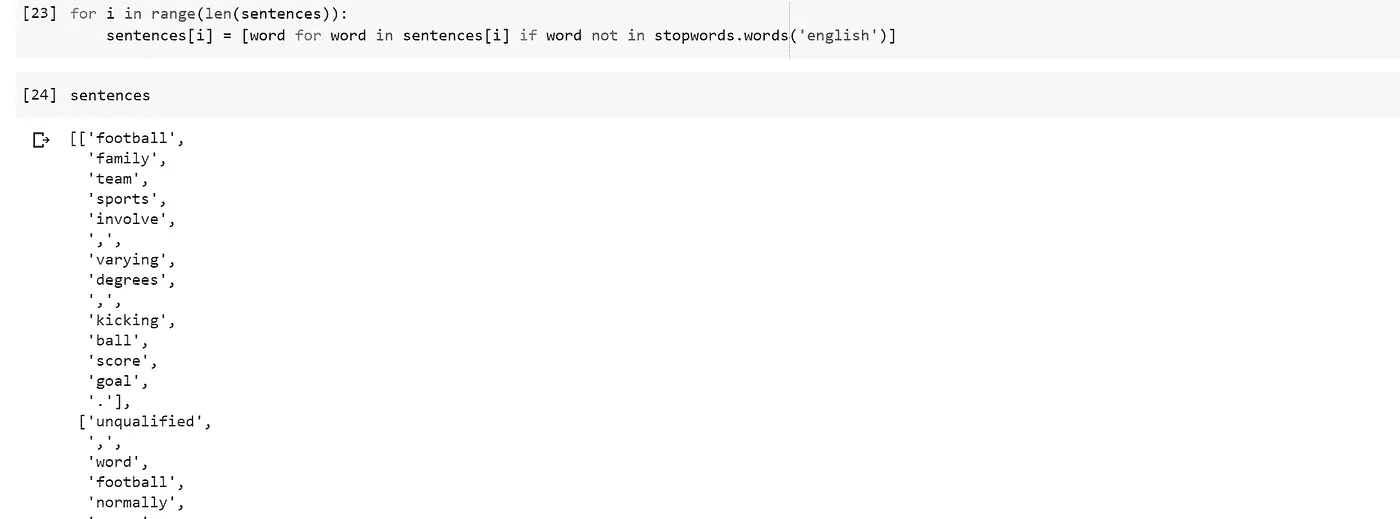 [23] for i in range(len(sentences)):
sentences[i] = [word for word in sentences[i] if word not in stopwords.words('english')]
[24] sentences
[['football',
'family',
'team',
'sports',
'involve',
',',
'varying',
'degrees',
',',
'kicking',
'ball',
'score',
'goal',
'.'],
['unqualified',
',',
'word',
'football',
'normally',